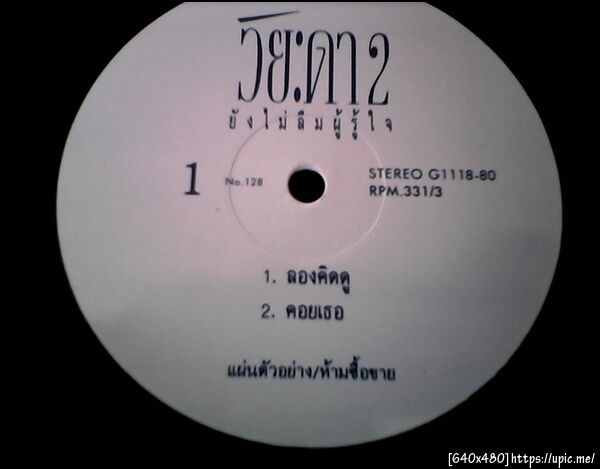 วิยะดา 2
ยังไม่ลืมผู้รู้ใจ
1
No.128
STEREO G1118-80
RPM.331/3
1. ลองคิดดู
2. คอยเธอ
แผ่นตัวอย่าง/ห้ามซื้อขาย
[640x480]https://upic.me/